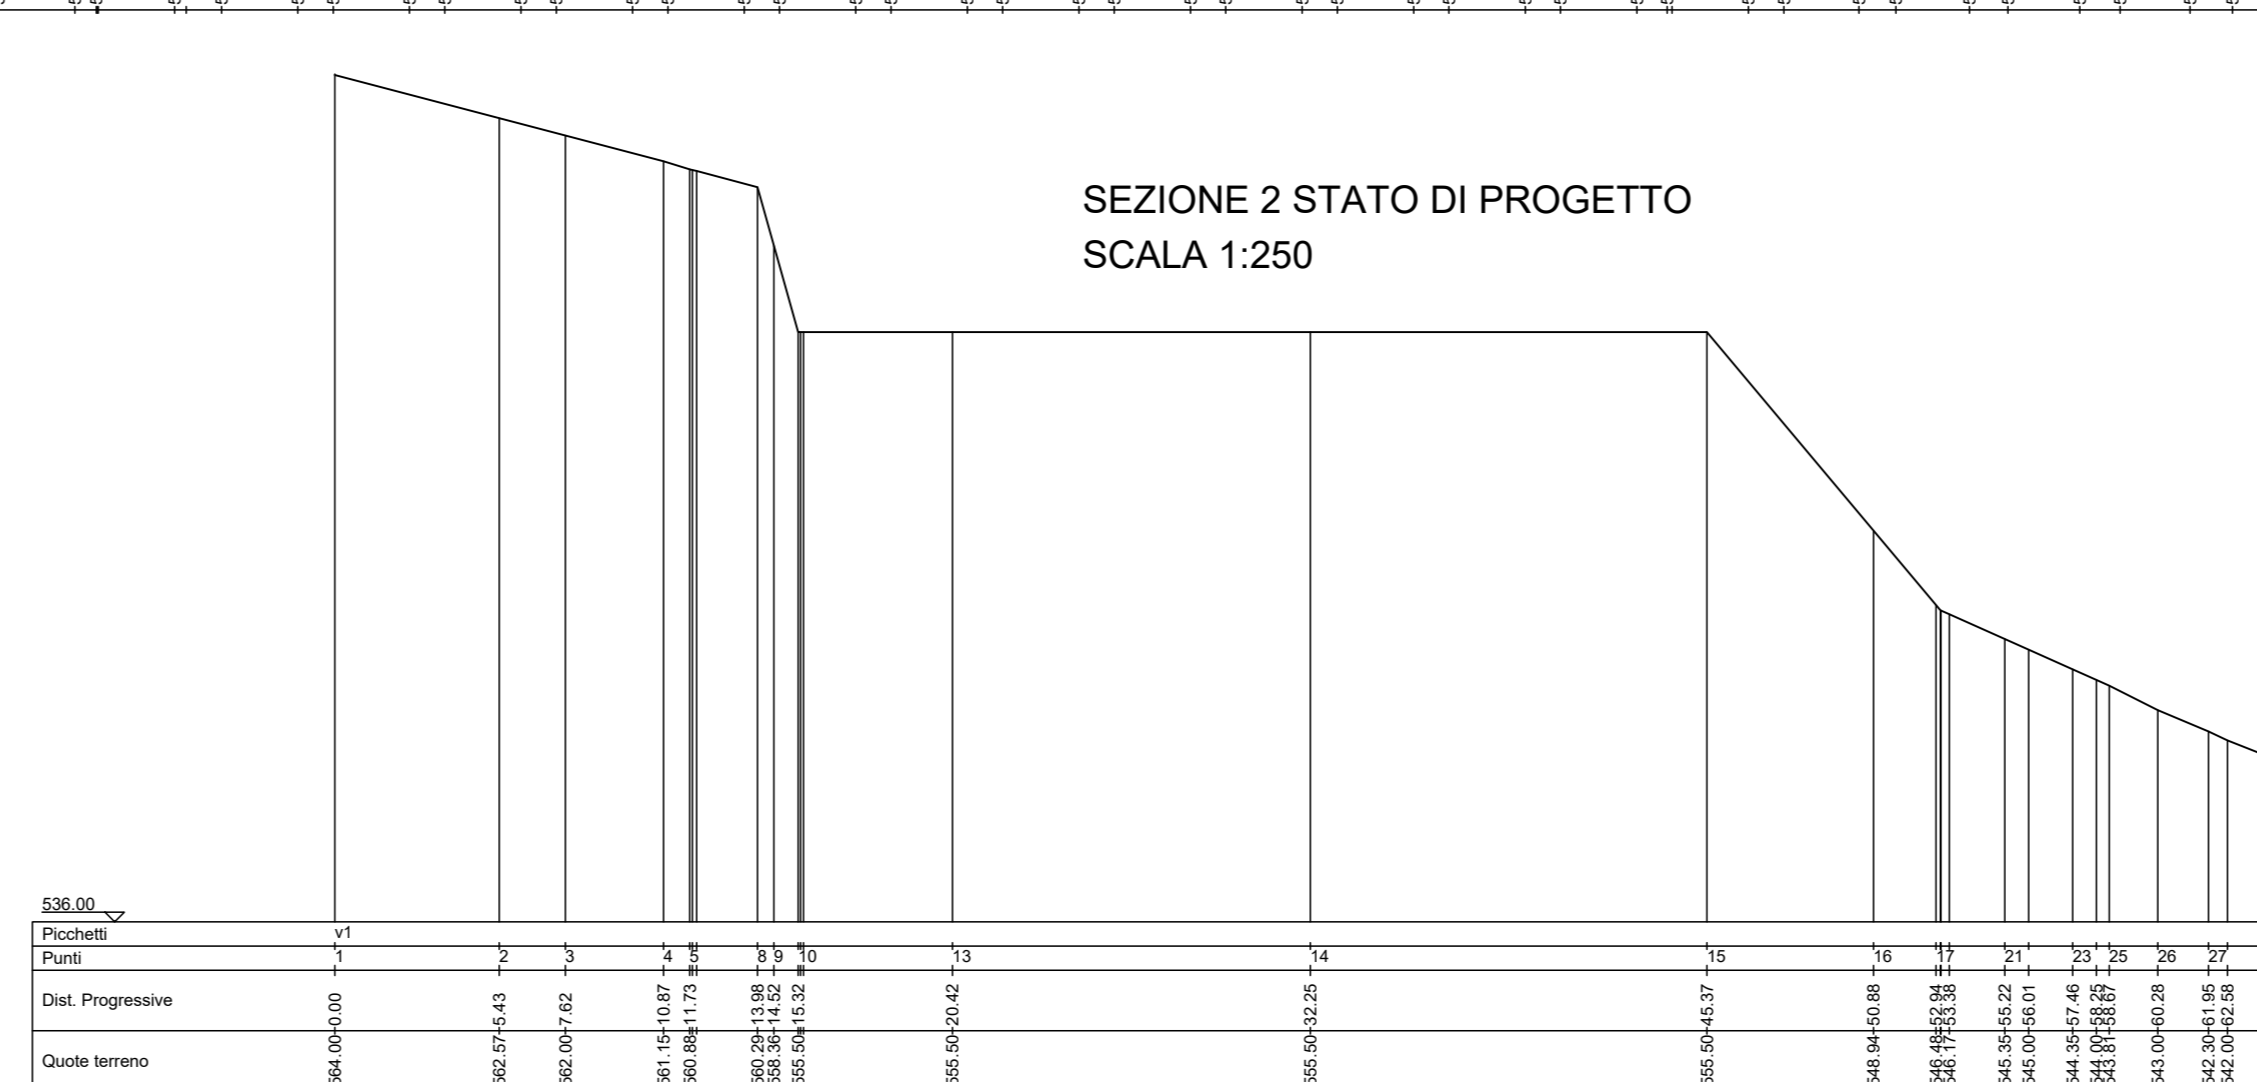 SEZIONE 2 STATO DI PROGETTO
SCALA 1:250
536.00
Picchetti v1
Punti 1 2 3 4 5 8 9 10 13 14 15 16 17 21 23 25 26 27
Dist. Progressive 0.00 5.43 7.62 10.87 11.73 13.98 14.52 15.32 20.42 32.25 45.37 50.88 52.94 53.38 55.22 56.01 57.46 58.25 58.67 60.28 61.95 62.58
Quote terreno 564.00 562.57 562.00 561.15 560.88 560.29 558.36 555.50 555.50 555.50 555.50 548.94 546.48 546.17 545.35 545.00 544.35 544.00 543.81 543.00 542.30 542.00